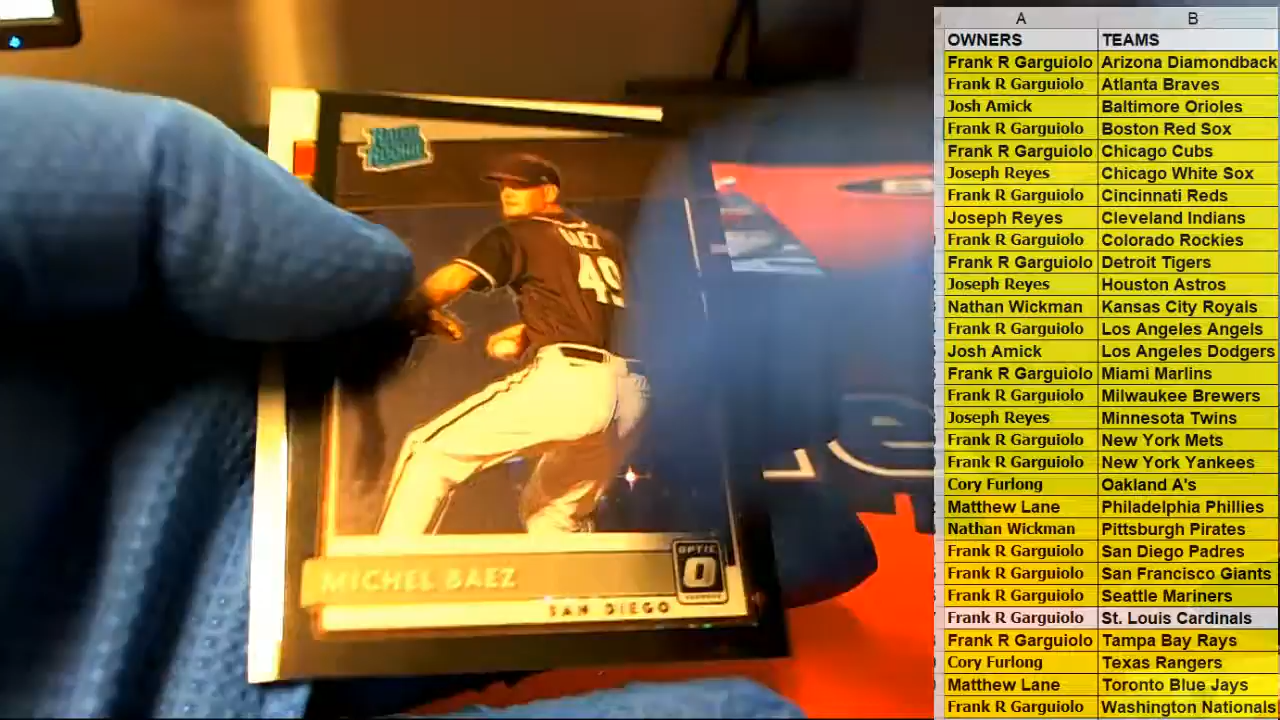 RATED
ROOKIE
BAEZ
49
MICHEL BAEZ
SAN DIEGO
OPTIC
A B
OWNERS TEAMS
Frank R Garguiolo Arizona Diamondback
Frank R Garguiolo Atlanta Braves
Josh Amick Baltimore Orioles
Frank R Garguiolo Boston Red Sox
Frank R Garguiolo Chicago Cubs
Joseph Reyes Chicago White Sox
Frank R Garguiolo Cincinnati Reds
Joseph Reyes Cleveland Indians
Frank R Garguiolo Colorado Rockies
Frank R Garguiolo Detroit Tigers
Joseph Reyes Houston Astros
Nathan Wickman Kansas City Royals
Frank R Garguiolo Los Angeles Angels
Josh Amick Los Angeles Dodgers
Frank R Garguiolo Miami Marlins
Frank R Garguiolo Milwaukee Brewers
Joseph Reyes Minnesota Twins
Frank R Garguiolo New York Mets
Frank R Garguiolo New York Yankees
Cory Furlong Oakland A's
Matthew Lane Philadelphia Phillies
Nathan Wickman Pittsburgh Pirates
Frank R Garguiolo San Diego Padres
Frank R Garguiolo San Francisco Giants
Frank R Garguiolo Seattle Mariners
Frank R Garguiolo St. Louis Cardinals
Frank R Garguiolo Tampa Bay Rays
Cory Furlong Texas Rangers
Matthew Lane Toronto Blue Jays
Frank R Garguiolo Washington Nationals